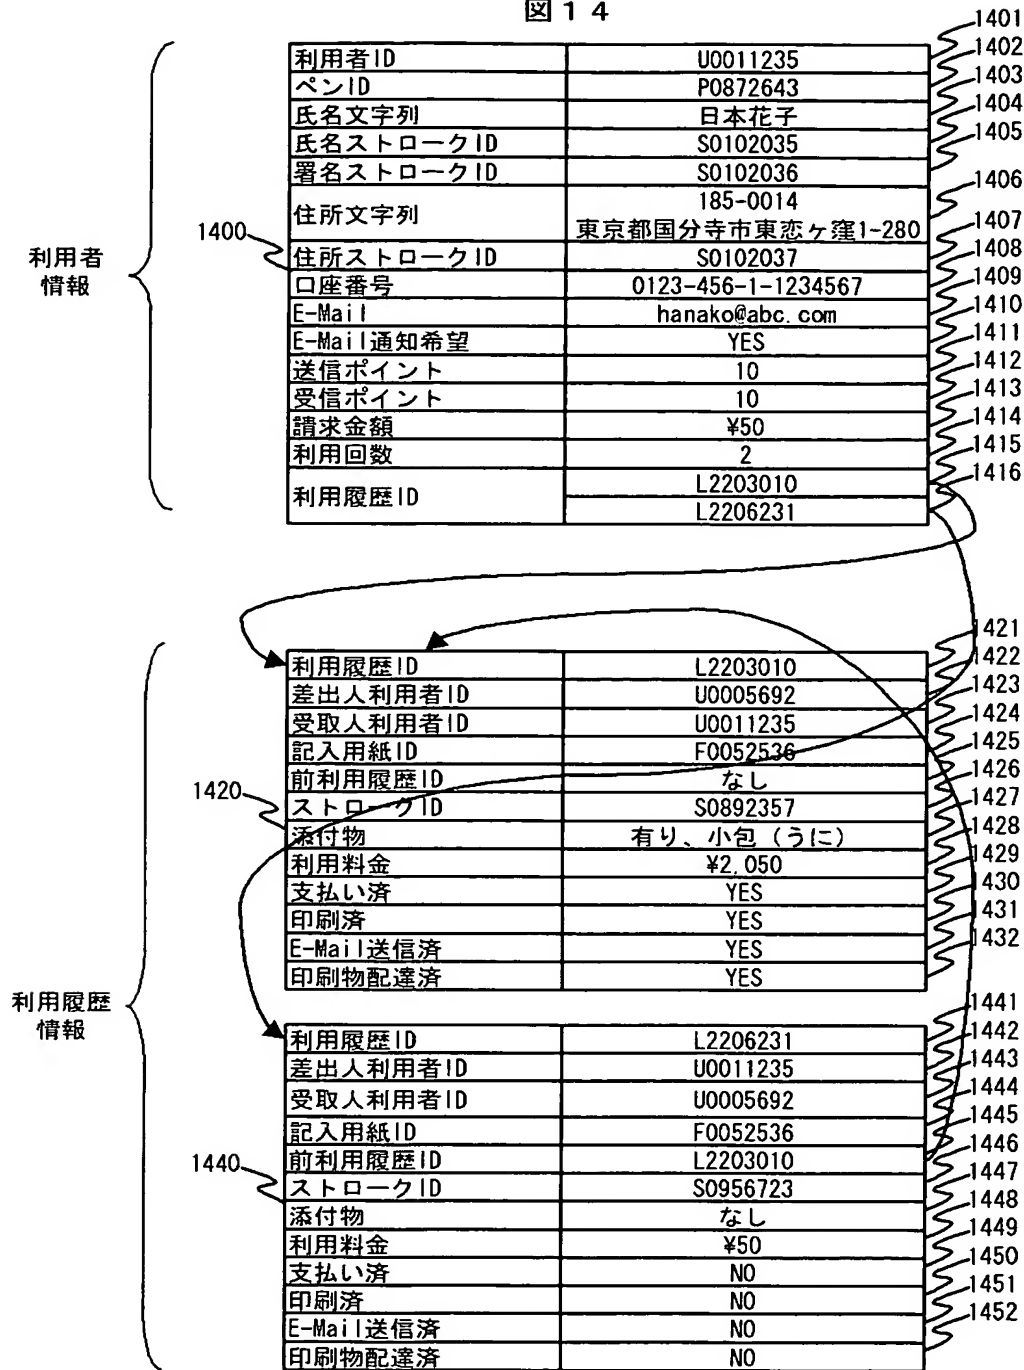 図14
利用者
情報
1400
利用者ID U0011235
ペンID P0872643
氏名文字列 日本花子
氏名ストロークID S0102035
署名ストロークID S0102036
住所文字列 185-0014
東京都国分寺市東恋ヶ窪1-280
住所ストロークID S0102037
口座番号 0123-456-1-1234567
E-Mail hanako@abc.com
E-Mail通知希望 YES
送信ポイント 10
受信ポイント 10
請求金額 ¥50
利用回数 2
利用履歴ID L2203010
L2206231
1401
1402
1403
1404
1405
1406
1407
1408
1409
1410
1411
1412
1413
1414
1415
1416
利用履歴
情報
1420
利用履歴ID L2203010
差出人利用者ID U0005692
受取人利用者ID U0011235
記入用紙ID F0052536
前利用履歴ID なし
ストロークID S0892357
添付物 有り、小包（うに）
利用料金 ¥2,050
支払い済 YES
印刷済 YES
E-Mail送信済 YES
印刷物配達済 YES
1421
1422
1423
1424
1425
1426
1427
1428
1429
1430
1431
1432
1440
利用履歴ID L2206231
差出人利用者ID U0011235
受取人利用者ID U0005692
記入用紙ID F0052536
前利用履歴ID L2203010
ストロークID S0956723
添付物 なし
利用料金 ¥50
支払い済 NO
印刷済 NO
E-Mail送信済 NO
印刷物配達済 NO
1441
1442
1443
1444
1445
1446
1447
1448
1449
1450
1451
1452